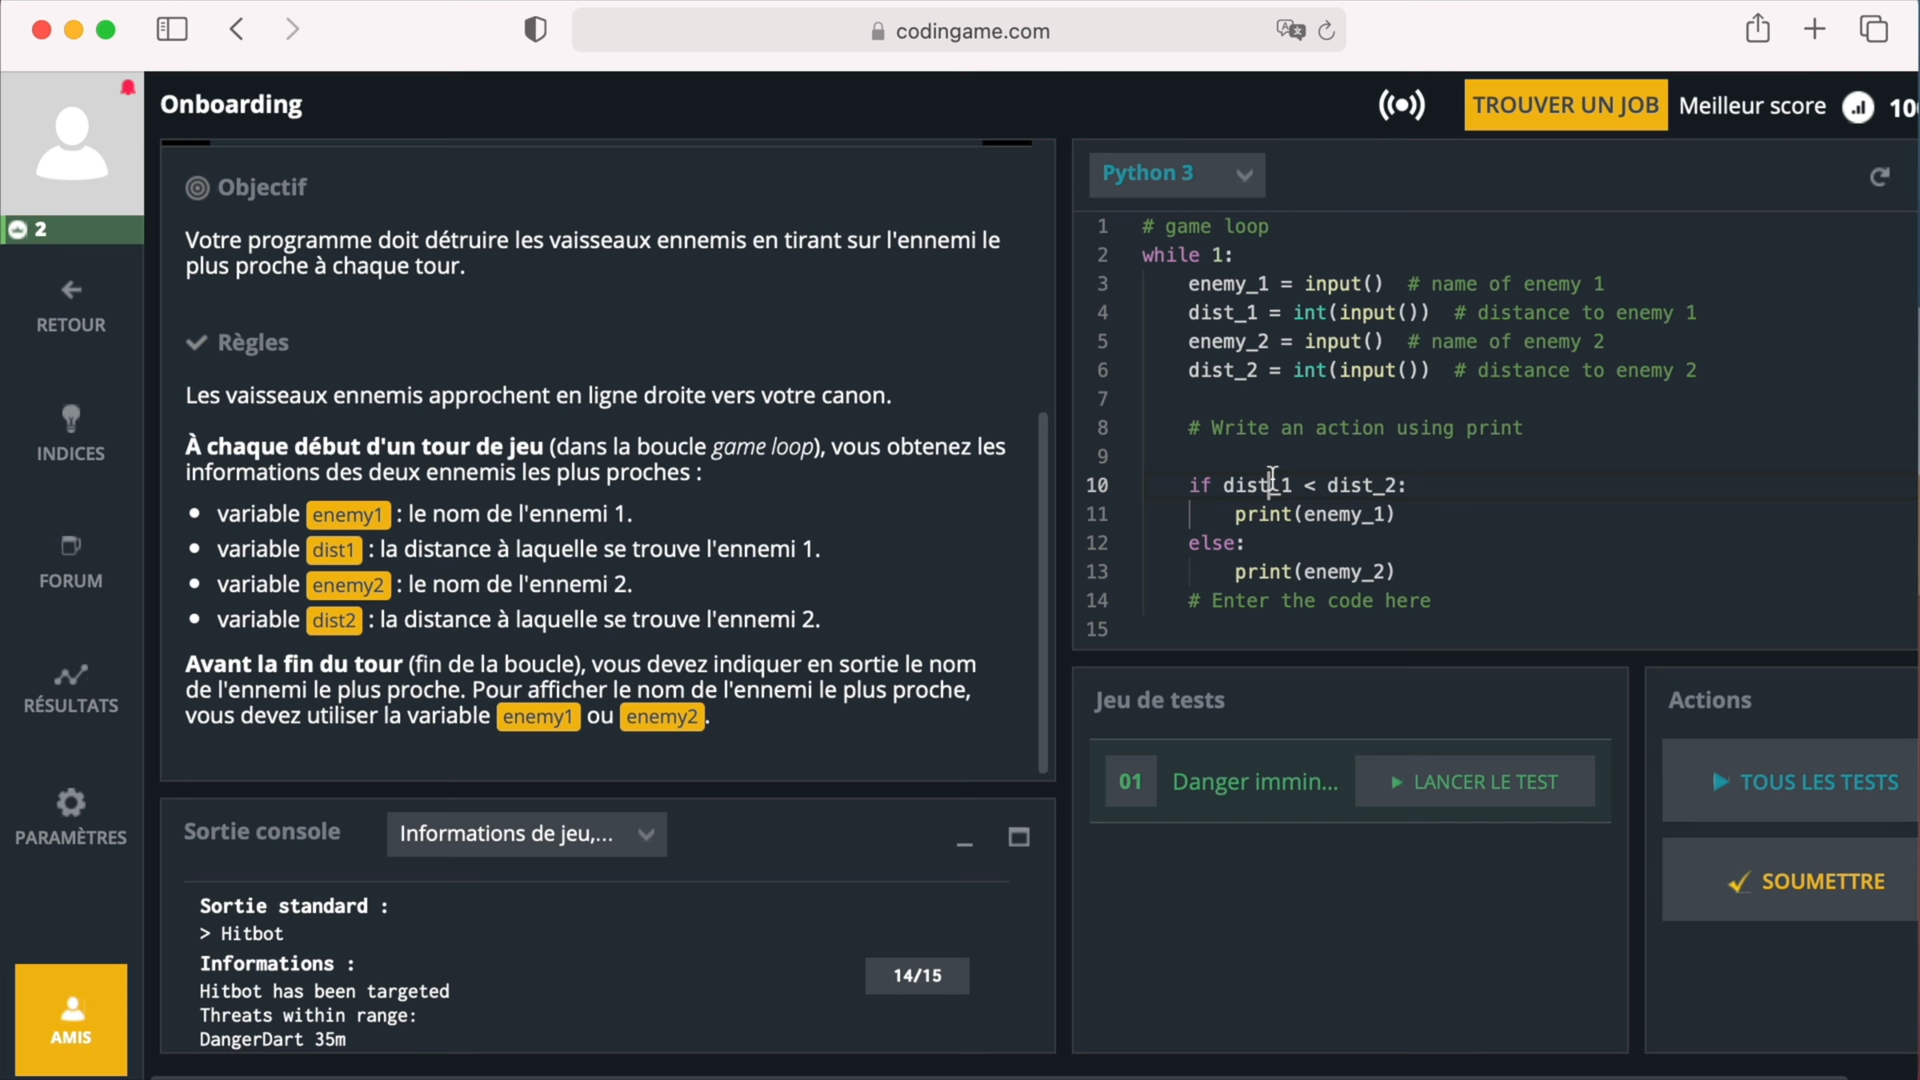 codingame.com
Onboarding
TROUVER UN JOB
Meilleur score
10
2
RETOUR
INDICES
FORUM
RÉSULTATS
PARAMÈTRES
AMIS
Objectif
Votre programme doit détruire les vaisseaux ennemis en tirant sur l'ennemi le
plus proche à chaque tour.
Règles
Les vaisseaux ennemis approchent en ligne droite vers votre canon.
À chaque début d'un tour de jeu (dans la boucle game loop), vous obtenez les
informations des deux ennemis les plus proches :
variable enemy1 : le nom de l'ennemi 1.
variable dist1 : la distance à laquelle se trouve l'ennemi 1.
variable enemy2 : le nom de l'ennemi 2.
variable dist2 : la distance à laquelle se trouve l'ennemi 2.
Avant la fin du tour (fin de la boucle), vous devez indiquer en sortie le nom
de l'ennemi le plus proche. Pour afficher le nom de l'ennemi le plus proche,
vous devez utiliser la variable enemy1 ou enemy2.
Sortie console
Informations de jeu,...
Sortie standard :
> Hitbot
Informations :
Hitbot has been targeted
Threats within range:
DangerDart 35m
14/15
Python 3
1 # game loop
2 while 1:
3 enemy_1 = input() # name of enemy 1
4 dist_1 = int(input()) # distance to enemy 1
5 enemy_2 = input() # name of enemy 2
6 dist_2 = int(input()) # distance to enemy 2
7
8 # Write an action using print
9
10 if dist_1 < dist_2:
11 print(enemy_1)
12 else:
13 print(enemy_2)
14 # Enter the code here
15
Jeu de tests
01 Danger immin...
LANCER LE TEST
Actions
TOUS LES TESTS
SOUMETTRE